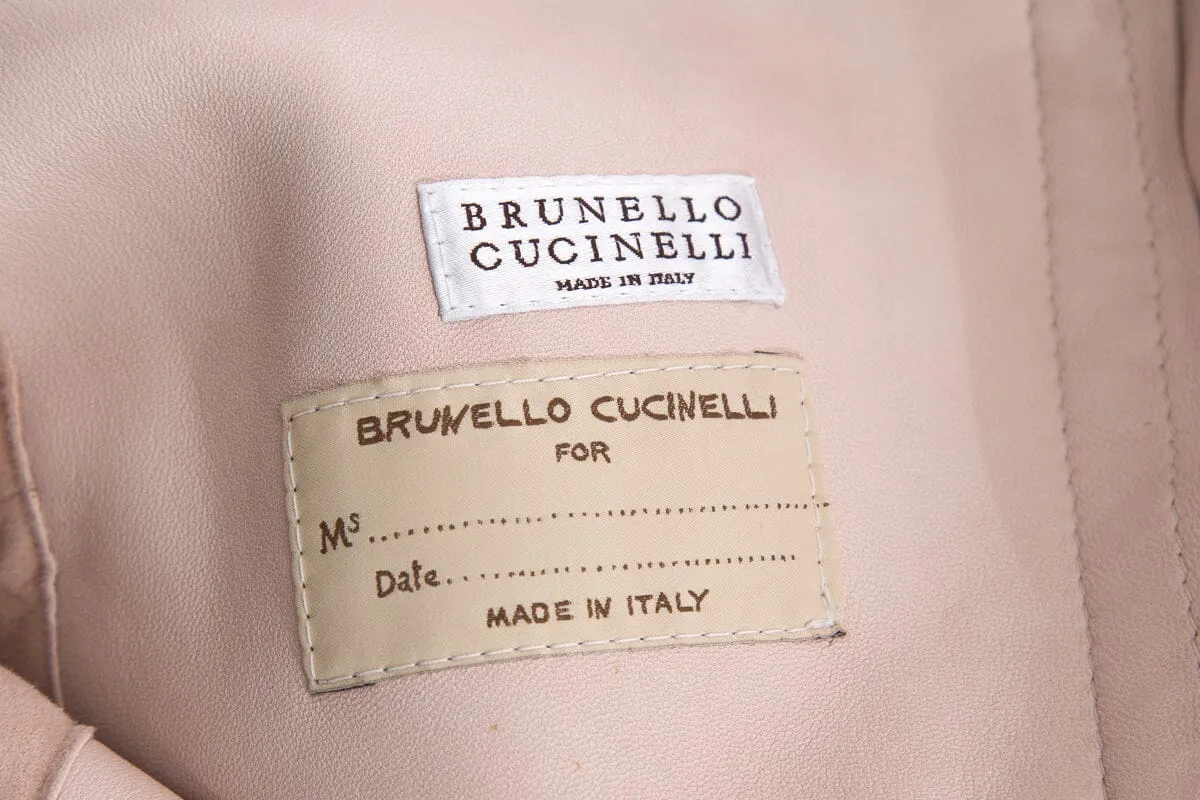 BRUNELLO
CUCINELLI
MADE IN ITALY
BRUNELLO CUCINELLI
FOR
Ms........................................
Date........................................
MADE IN ITALY